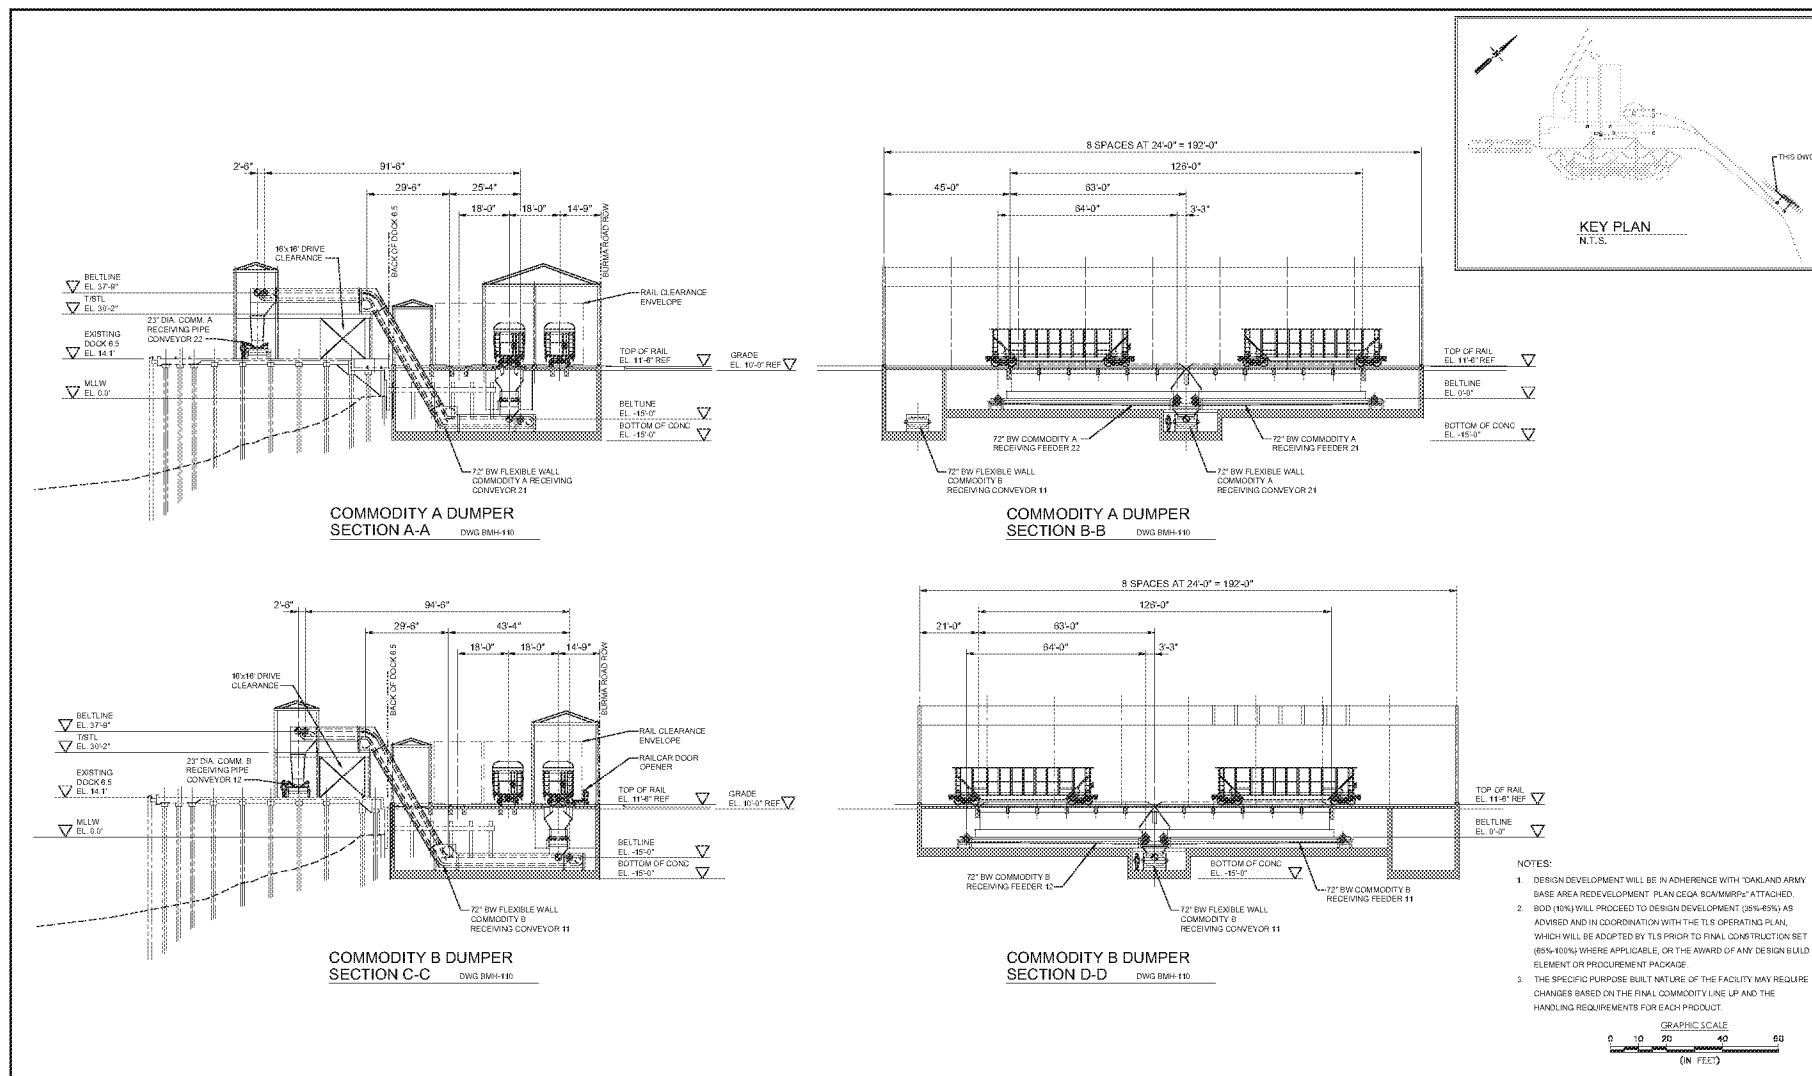 THIS DWG
KEY PLAN
N.T.S.
2'-6"
91'-6"
29'-6"
25'-4"
18'-0"
18'-0"
14'-9"
BACK OF DOCK 6.5
BURMA ROAD ROW
16'x16' DRIVE
CLEARANCE
BELTLINE
EL. 37'-9"
T/STL
EL. 30'-2"
23" DIA. COMM. A
RECEIVING PIPE
CONVEYOR 22
EXISTING
DOCK 6.5
EL. 14.1'
MLLW
EL. 0.0'
RAIL CLEARANCE
ENVELOPE
TOP OF RAIL
EL. 11'-6" REF
GRADE
EL. 10'-0" REF
BELTLINE
EL. -15'-0"
BOTTOM OF CONC
EL. -15'-0"
72" BW FLEXIBLE WALL
COMMODITY A RECEIVING
CONVEYOR 21
COMMODITY A DUMPER
SECTION A-A DWG BMH-110
8 SPACES AT 24'-0" = 192'-0"
126'-0"
45'-0"
63'-0"
64'-0"
3'-3"
TOP OF RAIL
EL. 11'-6" REF
BELTLINE
EL. 0'-0"
BOTTOM OF CONC
EL. -15'-0"
72" BW COMMODITY A
RECEIVING FEEDER 22
72" BW COMMODITY A
RECEIVING FEEDER 21
72" BW FLEXIBLE WALL
COMMODITY B
RECEIVING CONVEYOR 11
72" BW FLEXIBLE WALL
COMMODITY A
RECEIVING CONVEYOR 21
COMMODITY A DUMPER
SECTION B-B DWG BMH-110
2'-6"
94'-6"
29'-6"
43'-4"
18'-0"
18'-0"
14'-9"
BACK OF DOCK 6.5
BURMA ROAD ROW
16'x16' DRIVE
CLEARANCE
BELTLINE
EL. 37'-9"
T/STL
EL. 30'-2"
23" DIA. COMM. B
RECEIVING PIPE
CONVEYOR 12
EXISTING
DOCK 6.5
EL. 14.1'
MLLW
EL. 0.0'
RAIL CLEARANCE
ENVELOPE
RAILCAR DOOR
OPENER
TOP OF RAIL
EL. 11'-6" REF
GRADE
EL. 10'-0" REF
BELTLINE
EL. -15'-0"
BOTTOM OF CONC
EL. -15'-0"
72" BW FLEXIBLE WALL
COMMODITY B
RECEIVING CONVEYOR 11
COMMODITY B DUMPER
SECTION C-C DWG BMH-110
8 SPACES AT 24'-0" = 192'-0"
126'-0"
21'-0"
63'-0"
64'-0"
3'-3"
TOP OF RAIL
EL. 11'-6" REF
BELTLINE
EL. 0'-0"
BOTTOM OF CONC
EL. -15'-0"
72" BW COMMODITY B
RECEIVING FEEDER 12
72" BW COMMODITY B
RECEIVING FEEDER 11
72" BW FLEXIBLE WALL
COMMODITY B
RECEIVING CONVEYOR 11
COMMODITY B DUMPER
SECTION D-D DWG BMH-110
NOTES:
1. DESIGN DEVELOPMENT WILL BE IN ADHERENCE WITH "OAKLAND ARMY
BASE AREA REDEVELOPMENT PLAN CEQA SCA/MMRPs" ATTACHED.
2. BOD (10%) WILL PROCEED TO DESIGN DEVELOPMENT (35%-65%) AS
ADVISED AND IN COORDINATION WITH THE TLS OPERATING PLAN,
WHICH WILL BE ADOPTED BY TLS PRIOR TO FINAL CONSTRUCTION SET
(65%-100%) WHERE APPLICABLE, OR THE AWARD OF ANY DESIGN BUILD
ELEMENT OR PROCUREMENT PACKAGE.
3. THE SPECIFIC PURPOSE BUILT NATURE OF THE FACILITY MAY REQUIRE
CHANGES BASED ON THE FINAL COMMODITY LINE UP AND THE
HANDLING REQUIREMENTS FOR EACH PRODUCT.
GRAPHIC SCALE
0 10 20 40 60
(IN FEET)